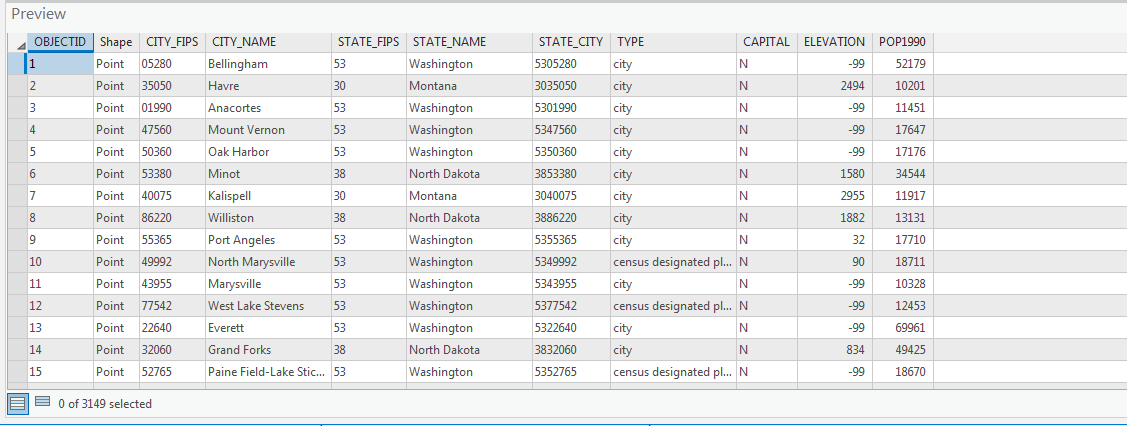 Preview
OBJECTID Shape CITY_FIPS CITY_NAME STATE_FIPS STATE_NAME STATE_CITY TYPE CAPITAL ELEVATION POP1990
1 Point 05280 Bellingham 53 Washington 5305280 city N -99 52179
2 Point 35050 Havre 30 Montana 3035050 city N 2494 10201
3 Point 01990 Anacortes 53 Washington 5301990 city N -99 11451
4 Point 47560 Mount Vernon 53 Washington 5347560 city N -99 17647
5 Point 50360 Oak Harbor 53 Washington 5350360 city N -99 17176
6 Point 53380 Minot 38 North Dakota 3853380 city N 1580 34544
7 Point 40075 Kalispell 30 Montana 3040075 city N 2955 11917
8 Point 86220 Williston 38 North Dakota 3886220 city N 1882 13131
9 Point 55365 Port Angeles 53 Washington 5355365 city N 32 17710
10 Point 49992 North Marysville 53 Washington 5349992 census designated pl... N 90 18711
11 Point 43955 Marysville 53 Washington 5343955 city N -99 10328
12 Point 77542 West Lake Stevens 53 Washington 5377542 census designated pl... N -99 12453
13 Point 22640 Everett 53 Washington 5322640 city N -99 69961
14 Point 32060 Grand Forks 38 North Dakota 3832060 city N 834 49425
15 Point 52765 Paine Field-Lake Stic... 53 Washington 5352765 census designated pl... N -99 18670
0 of 3149 selected